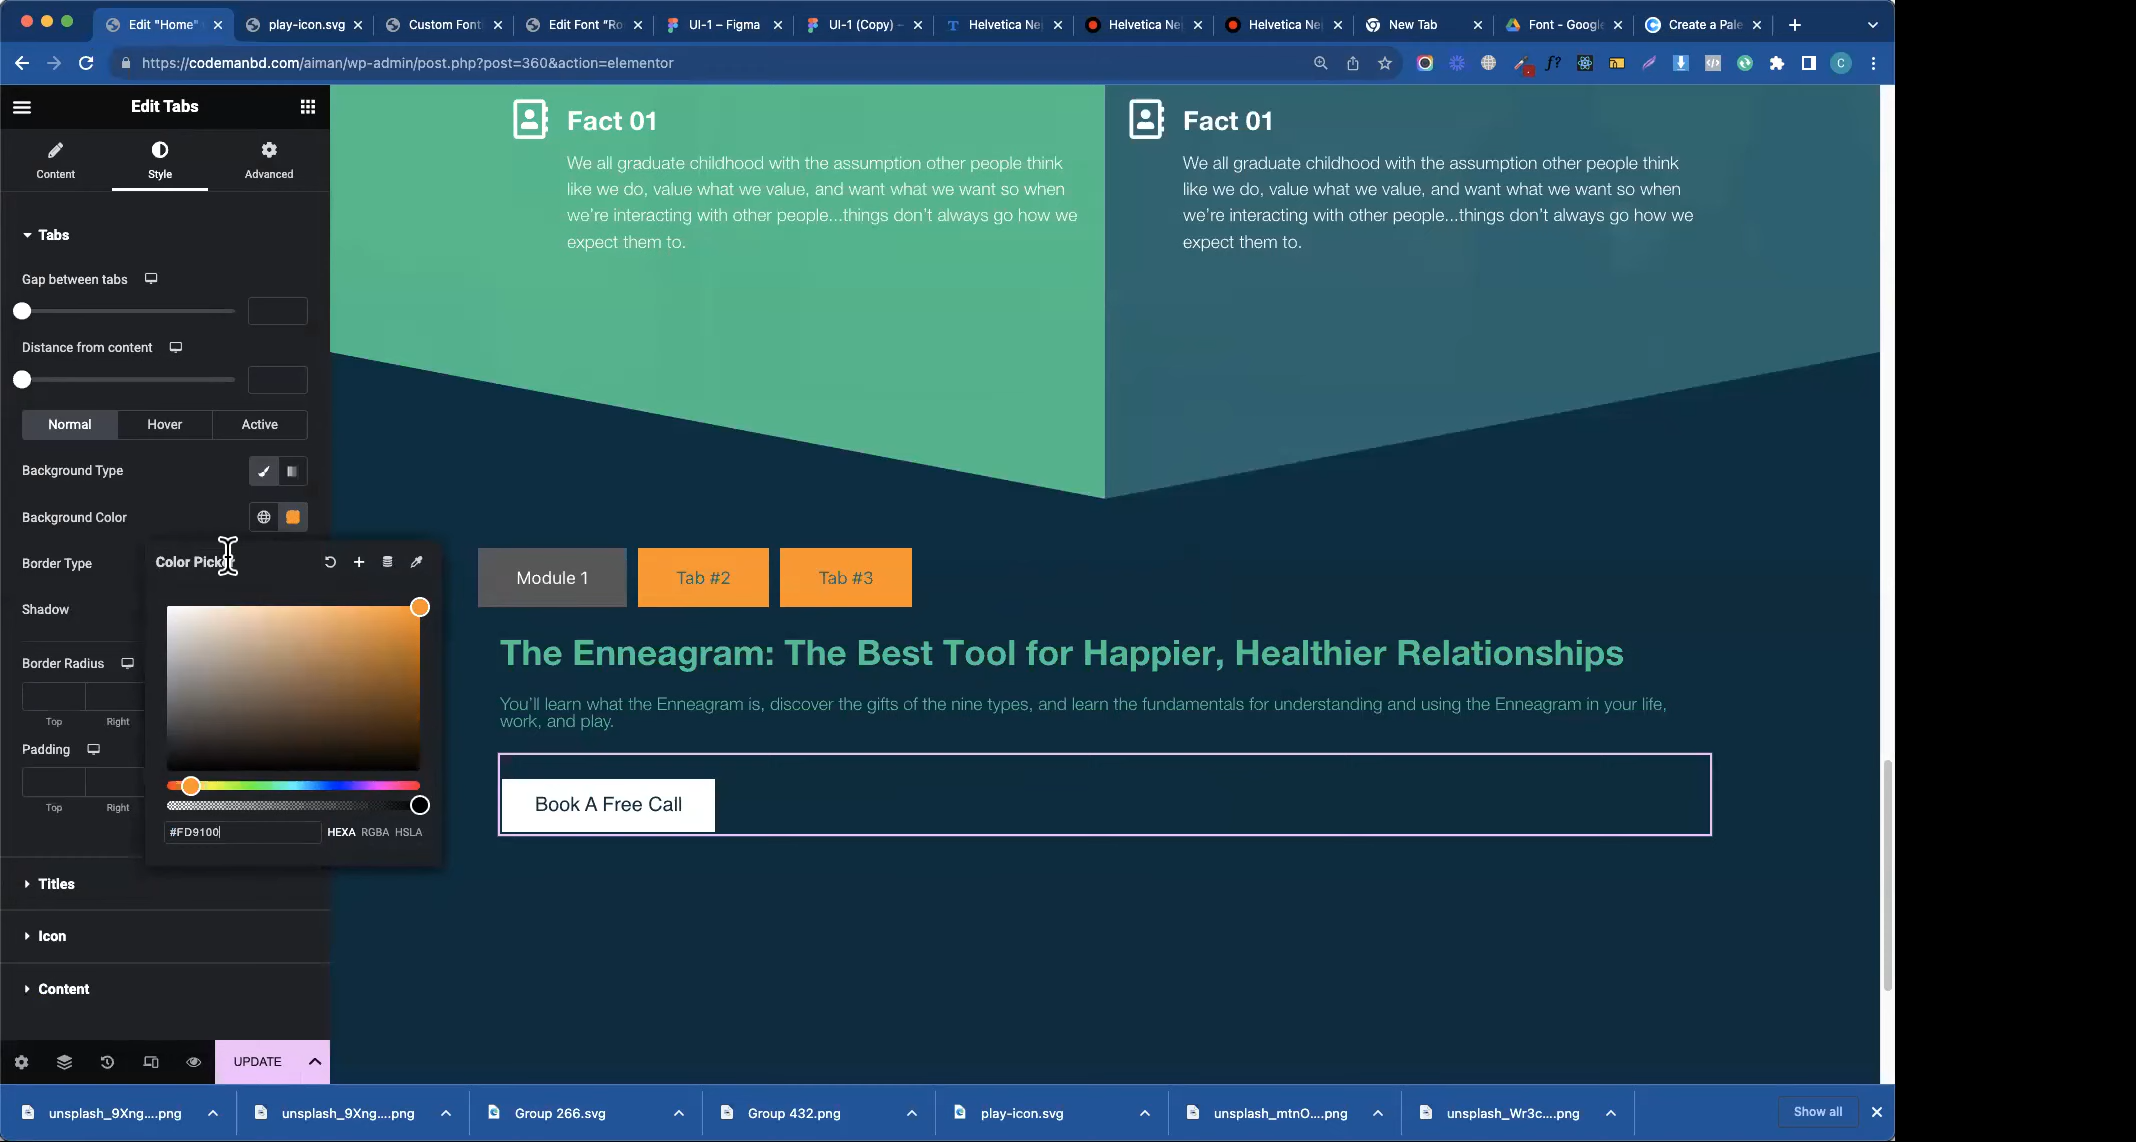 Edit "Home"
play-icon.svg
Custom Font
Edit Font "Ro
UI-1 – Figma
UI-1 (Copy) –
Helvetica Ne
Helvetica Ne
Helvetica Ne
New Tab
Font - Google
Create a Pale
https://codemanbd.com/aiman/wp-admin/post.php?post=360&action=elementor
C
Edit Tabs
Content
Style
Advanced
Tabs
Gap between tabs
Distance from content
Normal
Hover
Active
Background Type
Background Color
Border Type
Shadow
Border Radius
Top
Right
Padding
Top
Right
Color Picker
#FD9100
HEXA
RGBA
HSLA
Titles
Icon
Content
UPDATE
Fact 01
We all graduate childhood with the assumption other people think
like we do, value what we value, and want what we want so when
we're interacting with other people...things don't always go how we
expect them to.
Fact 01
We all graduate childhood with the assumption other people think
like we do, value what we value, and want what we want so when
we're interacting with other people...things don't always go how we
expect them to.
Module 1
Tab #2
Tab #3
The Enneagram: The Best Tool for Happier, Healthier Relationships
You'll learn what the Enneagram is, discover the gifts of the nine types, and learn the fundamentals for understanding and using the Enneagram in your life,
work, and play.
Book A Free Call
unsplash_9Xng....png
unsplash_9Xng....png
Group 266.svg
Group 432.png
play-icon.svg
unsplash_mtnO....png
unsplash_Wr3c....png
Show all